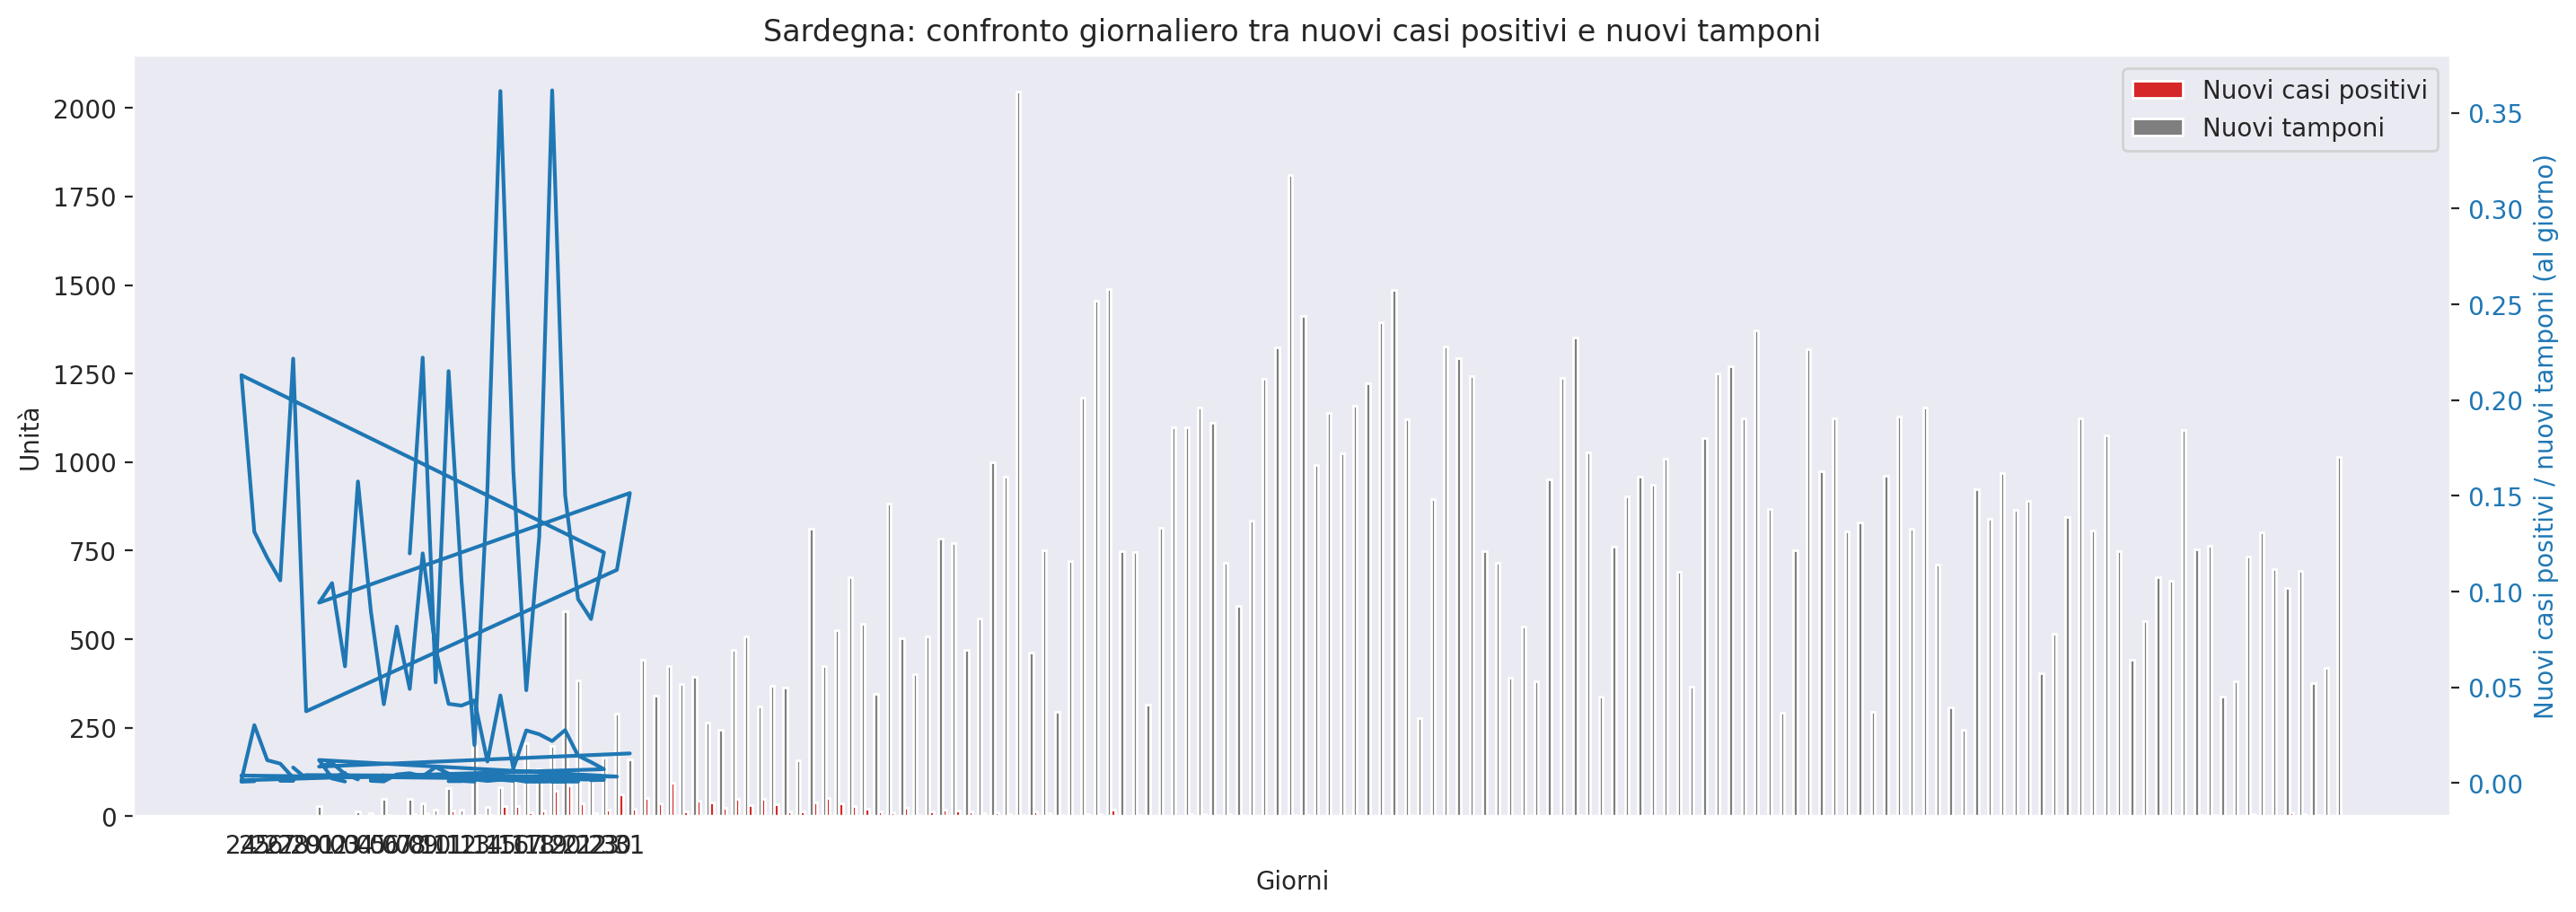 Sardegna: confronto giornaliero tra nuovi casi positivi e nuovi tamponi
Nuovi casi positivi
Nuovi tamponi
2000
1750
1500
1250
1000
750
500
250
0
Unità
0.35
0.30
0.25
0.20
0.15
0.10
0.05
0.00
Nuovi casi positivi / nuovi tamponi (al giorno)
Giorni